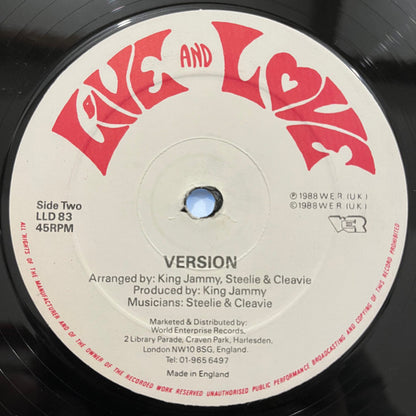 LIVE AND LOVE
Side Two
LLD 83
45RPM
℗ 1988 W E R (U K)
© 1988 W E R (U K)
WER
VERSION
Arranged by: King Jammy, Steelie & Cleavie
Produced by: King Jammy
Musicians: Steelie & Cleavie
Marketed & Distributed by:
World Enterprise Records,
2 Library Parade, Craven Park, Harlesden,
London NW10 8SG, England.
Tel: 01-965 6497
Made in England
ALL RIGHTS OF THE MANUFACTURER AND OF THE OWNER OF THE RECORDED WORK RESERVED UNAUTHORISED PUBLIC PERFORMANCE BROADCASTING AND COPYING OF THIS RECORD PROHIBITED